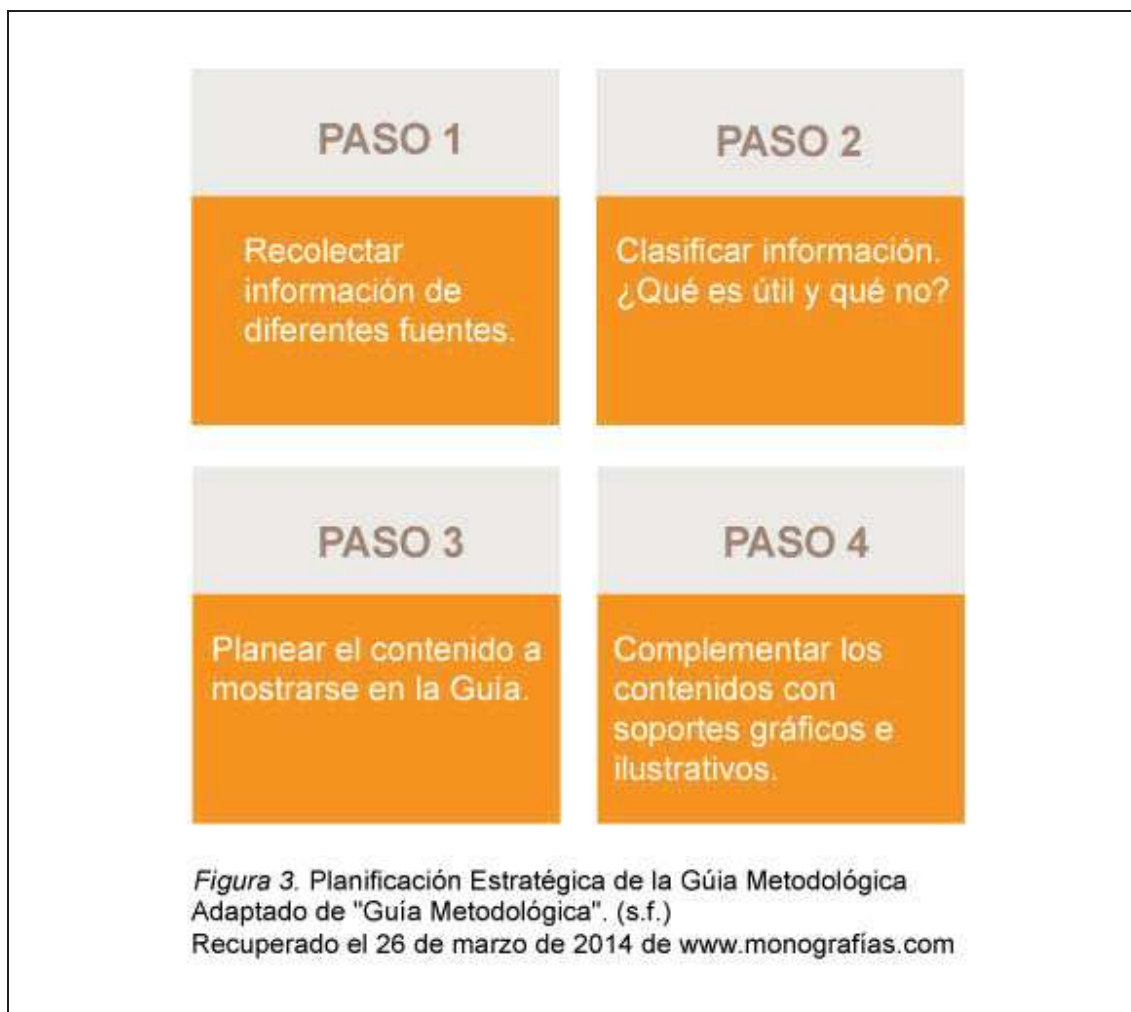 PASO 1
Recolectar
información de
diferentes fuentes.
PASO 2
Clasificar información.
¿Qué es útil y qué no?
PASO 3
Planear el contenido a
mostrarse en la Guía.
PASO 4
Complementar los
contenidos con
soportes gráficos e
ilustrativos.
Figura 3. Planificación Estratégica de la Gúia Metodológica
Adaptado de "Guía Metodológica". (s.f.)
Recuperado el 26 de marzo de 2014 de www.monografías.com